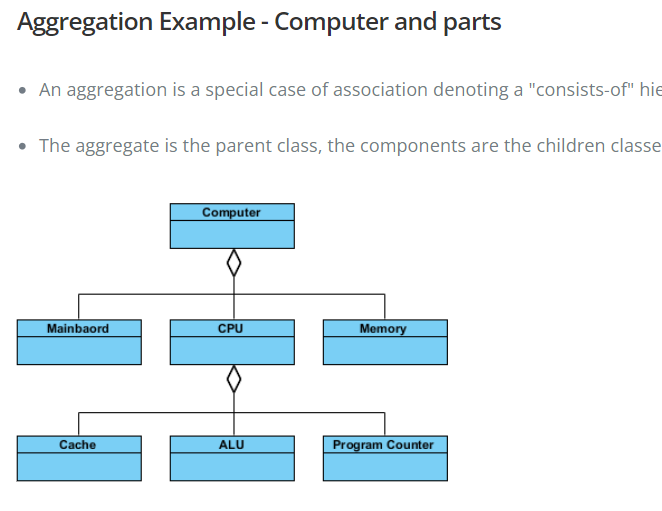 Aggregation Example - Computer and parts
An aggregation is a special case of association denoting a "consists-of" hie
The aggregate is the parent class, the components are the children classe
Computer
Mainbaord CPU Memory
Cache ALU Program Counter